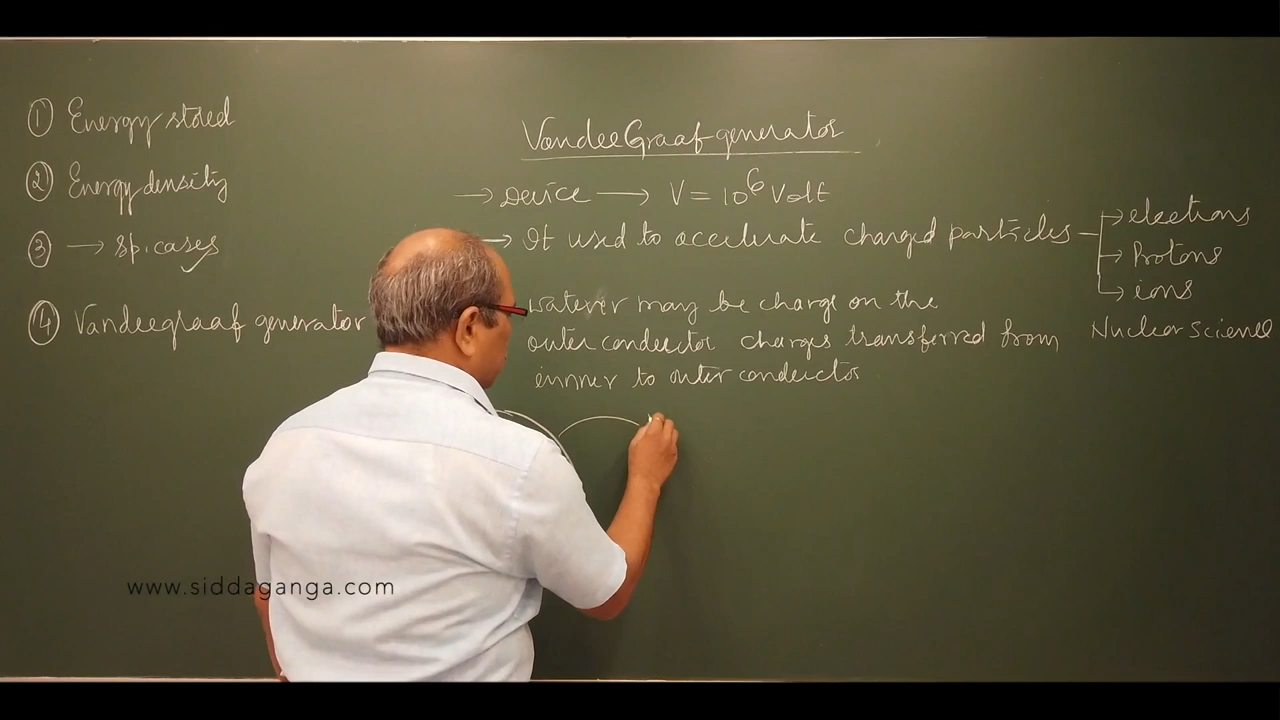 ① Energy stored
② Energy density
③ → Sp. cases
④ Vandeegraaf generator
VandeeGraaf generator
→ Device → V = 10⁶ Volt
→ It used to accelerate charged particles
→ electrons
→ Protons
→ ions
Nuclear Science
watever may be charge on the
outer conductor charges transferred from
innner to outer conductor
www.siddaganga.com